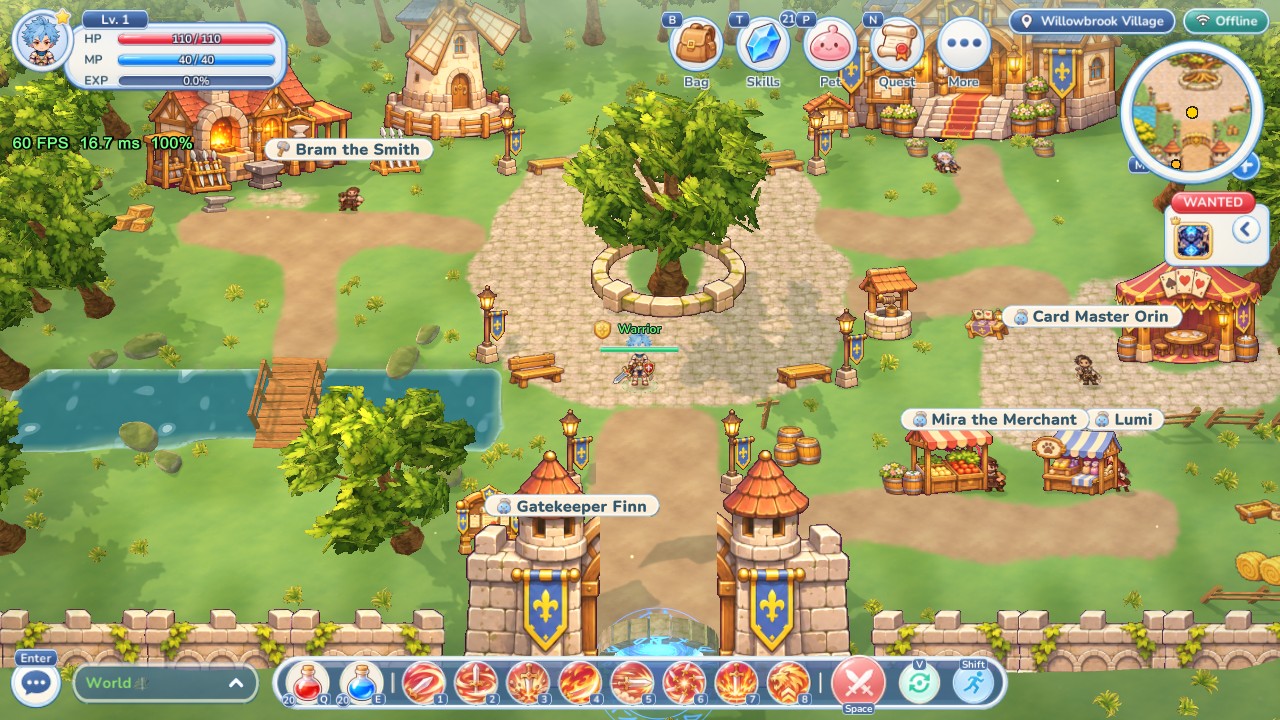 Lv. 1
HP 110/110
MP 40/40
EXP 0.0%
60 FPS 16.7 ms 100%
B T 21 P N
Bag Skills Pet Quest More
Willowbrook Village
Offline
M
WANTED
Bram the Smith
Warrior
Card Master Orin
Mira the Merchant
Lumi
Gatekeeper Finn
Enter
World
20 Q 20 E 1 2 3 4 5 6 7 8
Space
V
Shift